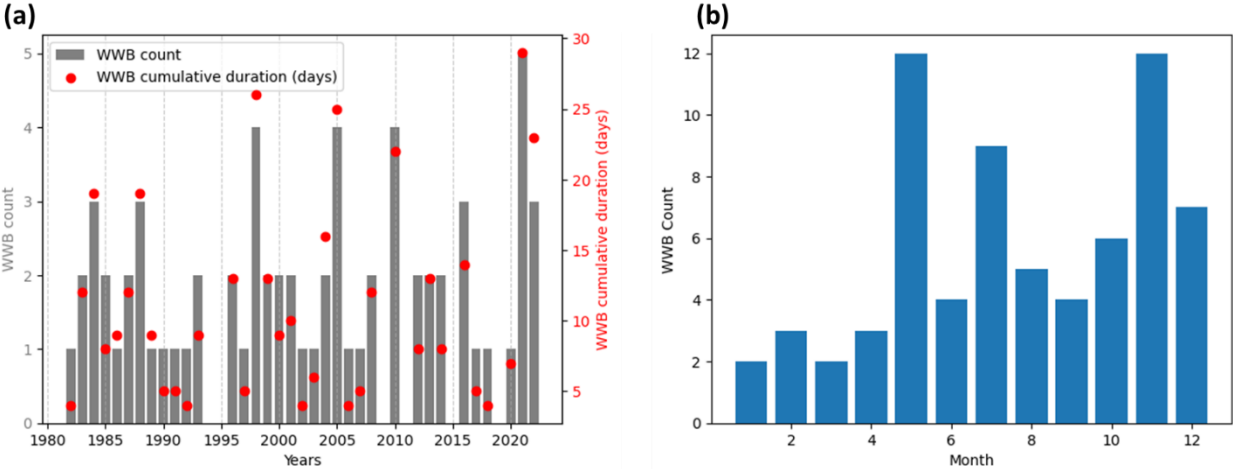 (a)
WWB count
WWB cumulative duration (days)
5
4
3
2
1
0
WWB count
30
25
20
15
10
5
WWB cumulative duration (days)
1980 1985 1990 1995 2000 2005 2010 2015 2020
Years
(b)
12
10
8
6
4
2
0
WWB Count
2 4 6 8 10 12
Month